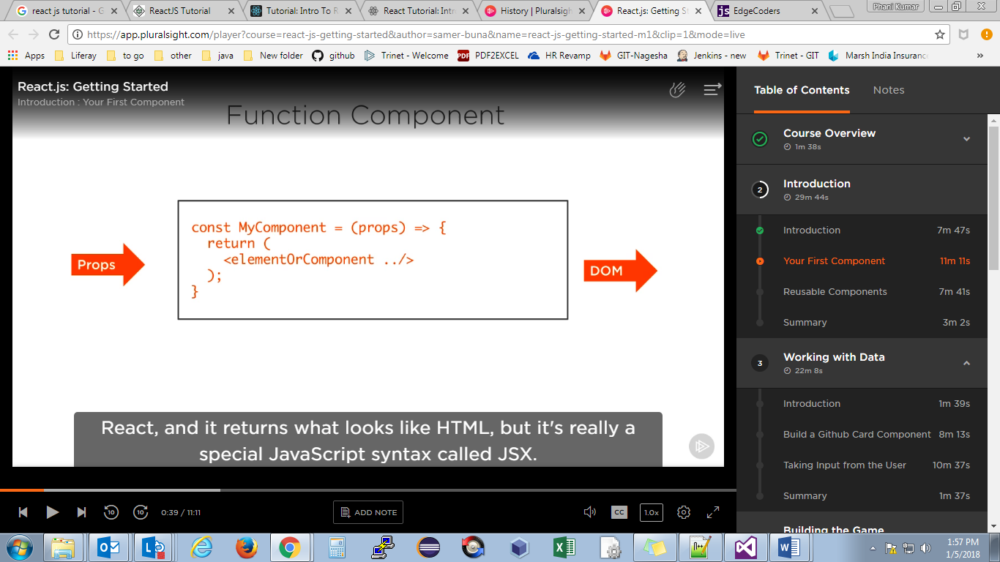 react js tutorial - G
ReactJS Tutorial
Tutorial: Intro To R
React Tutorial: Intr
History | Pluralsigh
React.js: Getting S
EdgeCoders
Phani Kumar
https://app.pluralsight.com/player?course=react-js-getting-started&author=samer-buna&name=react-js-getting-started-m1&clip=1&mode=live
Apps
Liferay
to go
other
java
New folder
github
Trinet - Welcome
PDF2EXCEL
HR Revamp
GIT-Nagesha
Jenkins - new
Trinet - GIT
Marsh India Insuranc
»
React.js: Getting Started
Introduction : Your First Component
Function Component
const MyComponent = (props) => {
return (
<elementOrComponent ../>
);
}
Props
DOM
React, and it returns what looks like HTML, but it's really a
special JavaScript syntax called JSX.
10
10
0:39 / 11:11
ADD NOTE
CC
1.0x
Table of Contents
Notes
Course Overview
1m 38s
2
Introduction
29m 44s
Introduction 7m 47s
Your First Component 11m 11s
Reusable Components 7m 41s
Summary 3m 2s
3
Working with Data
22m 8s
Introduction 1m 39s
Build a Github Card Component 8m 13s
Taking Input from the User 10m 37s
Summary 1m 37s
Building the Game
1:57 PM
1/5/2018